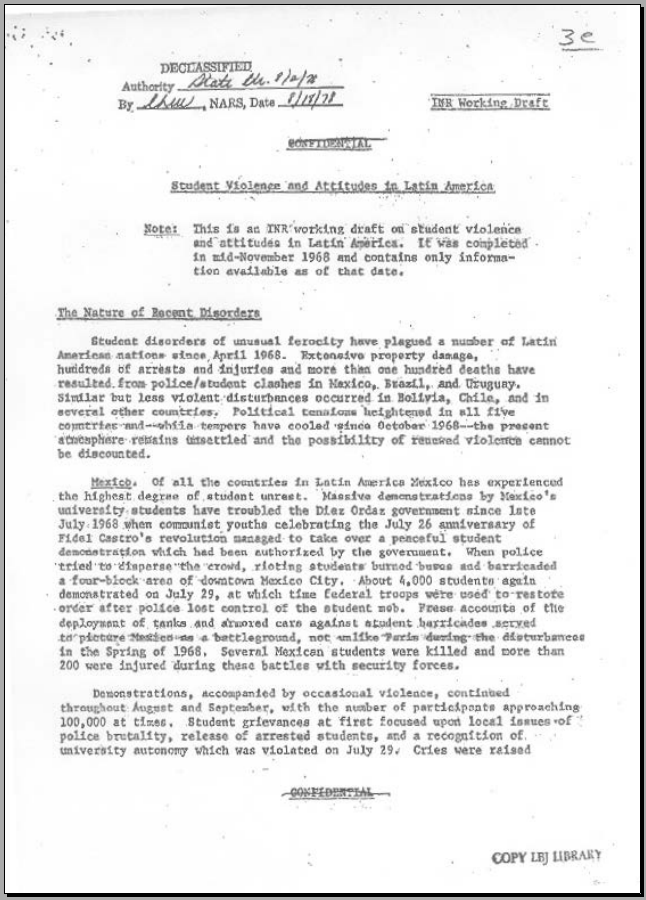 3e
DECLASSIFIED
Authority State ltr. 8/2/78
By , NARS, Date 8/18/78
INR Working Draft
CONFIDENTIAL
Student Violence and Attitudes in Latin America
Note: This is an INR working draft on student violence
and attitudes in Latin America. It was completed
in mid-November 1968 and contains only informa-
tion available as of that date.
The Nature of Recent Disorders
Student disorders of unusual ferocity have plagued a number of Latin
American nations since April 1968. Extensive property damage,
hundreds of arrests and injuries and more than one hundred deaths have
resulted from police/student clashes in Mexico, Brazil, and Uruguay.
Similar but less violent disturbances occurred in Bolivia, Chile, and in
several other countries. Political tensions heightened in all five
countries and--while tempers have cooled since October 1968--the present
atmosphere remains unsettled and the possibility of renewed violence cannot
be discounted.
Mexico. Of all the countries in Latin America Mexico has experienced
the highest degree of student unrest. Massive demonstrations by Mexico's
university students have troubled the Diaz Ordaz government since late
July 1968 when communist youths celebrating the July 26 anniversary of
Fidel Castro's revolution managed to take over a peaceful student
demonstration which had been authorized by the government. When police
tried to disperse the crowd, rioting students burned buses and barricaded
a four-block area of downtown Mexico City. About 4,000 students again
demonstrated on July 29, at which time federal troops were used to restore
order after police lost control of the student mob. Press accounts of the
deployment of tanks and armored cars against student barricades served
to picture Mexico as a battleground, not unlike Paris during the disturbances
in the Spring of 1968. Several Mexican students were killed and more than
200 were injured during these battles with security forces.
Demonstrations, accompanied by occasional violence, continued
throughout August and September, with the number of participants approaching
100,000 at times. Student grievances at first focused upon local issues of
police brutality, release of arrested students, and a recognition of
university autonomy which was violated on July 29. Cries were raised
CONFIDENTIAL
COPY LBJ LIBRARY